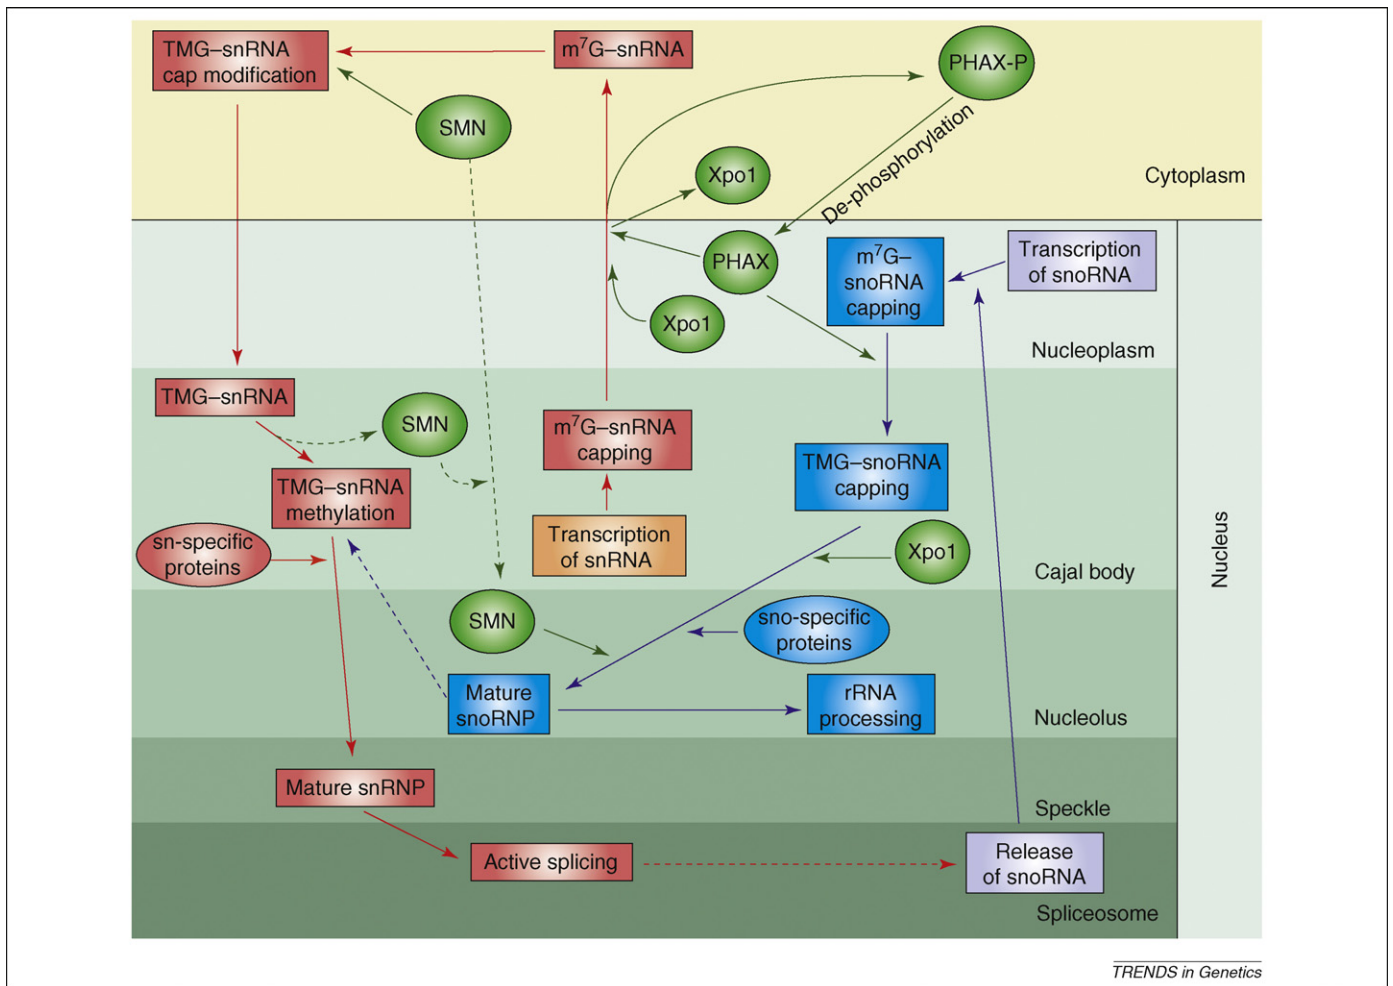 TMG–snRNA
cap modification
m⁷G–snRNA
PHAX-P
SMN
De-phosphorylation
Xpo1
Cytoplasm
PHAX
m⁷G–
snoRNA
capping
Transcription
of snoRNA
Xpo1
Nucleoplasm
TMG–snRNA
SMN
m⁷G–snRNA
capping
TMG–snoRNA
capping
TMG–snRNA
methylation
sn-specific
proteins
Transcription
of snRNA
Xpo1
Cajal body
Nucleus
SMN
sno-specific
proteins
Mature
snoRNP
rRNA
processing
Nucleolus
Mature snRNP
Speckle
Active splicing
Release
of snoRNA
Spliceosome
TRENDS in Genetics